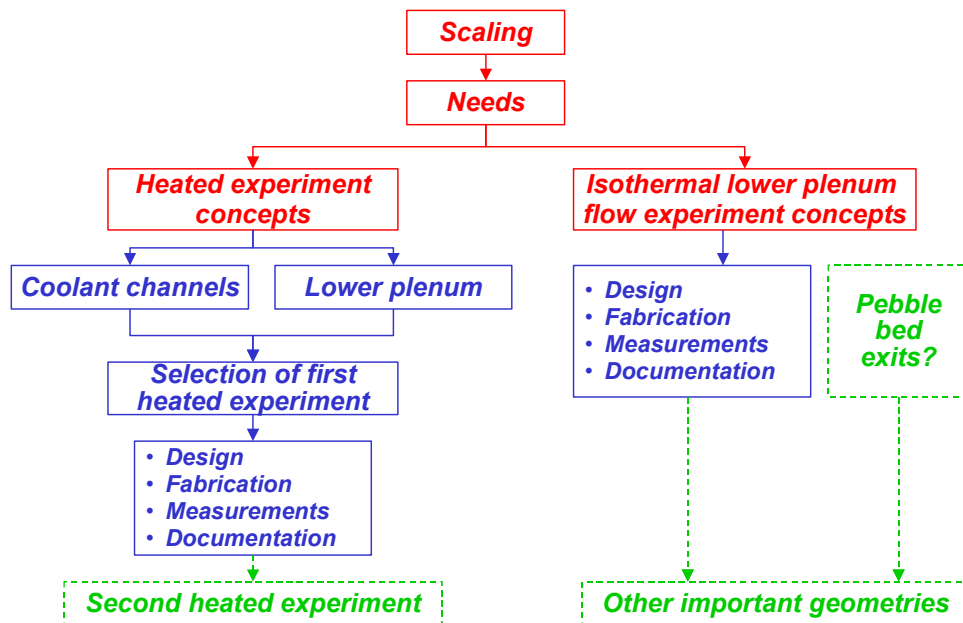 Scaling
Needs
Heated experiment
concepts
Isothermal lower plenum
flow experiment concepts
Coolant channels
Lower plenum
• Design
• Fabrication
• Measurements
• Documentation
Pebble
bed
exits?
Selection of first
heated experiment
• Design
• Fabrication
• Measurements
• Documentation
Second heated experiment
Other important geometries